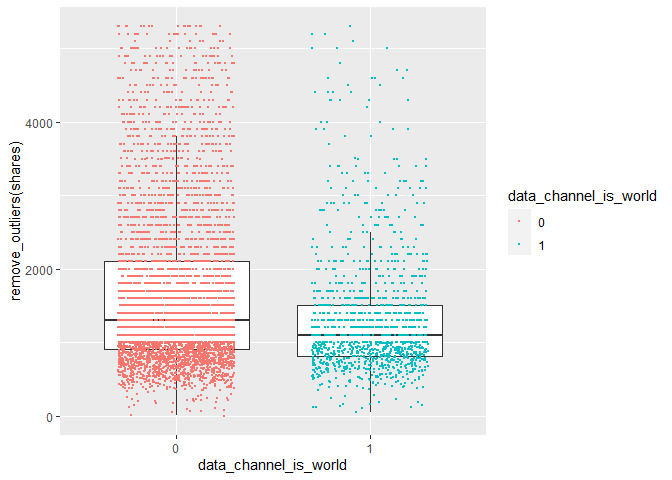 remove_outliers(shares)
4000
2000
0
0
1
data_channel_is_world
data_channel_is_world
0
1